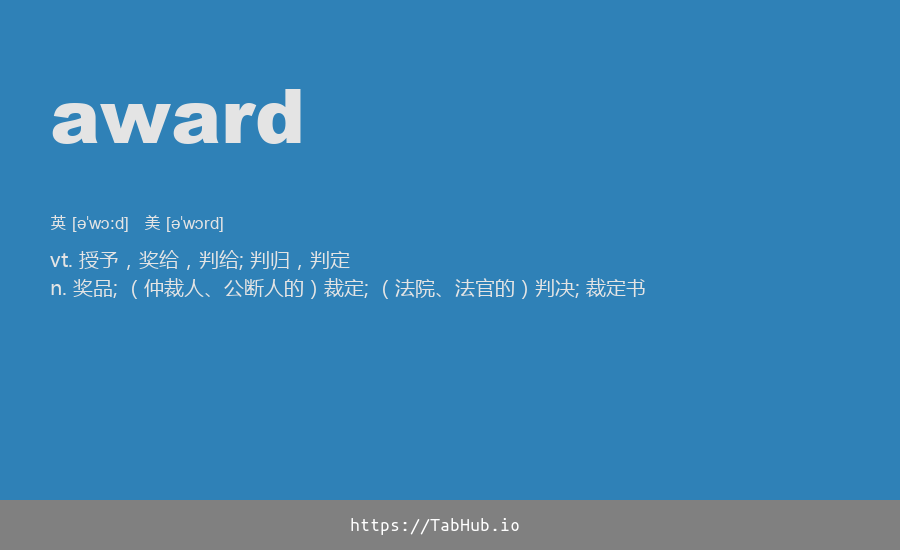 award
英 [əˈwɔːd] 美 [əˈwɔrd]
vt. 授予，奖给，判给; 判归，判定
n. 奖品; （仲裁人、公断人的）裁定; （法院、法官的）判决; 裁定书
https://TabHub.io